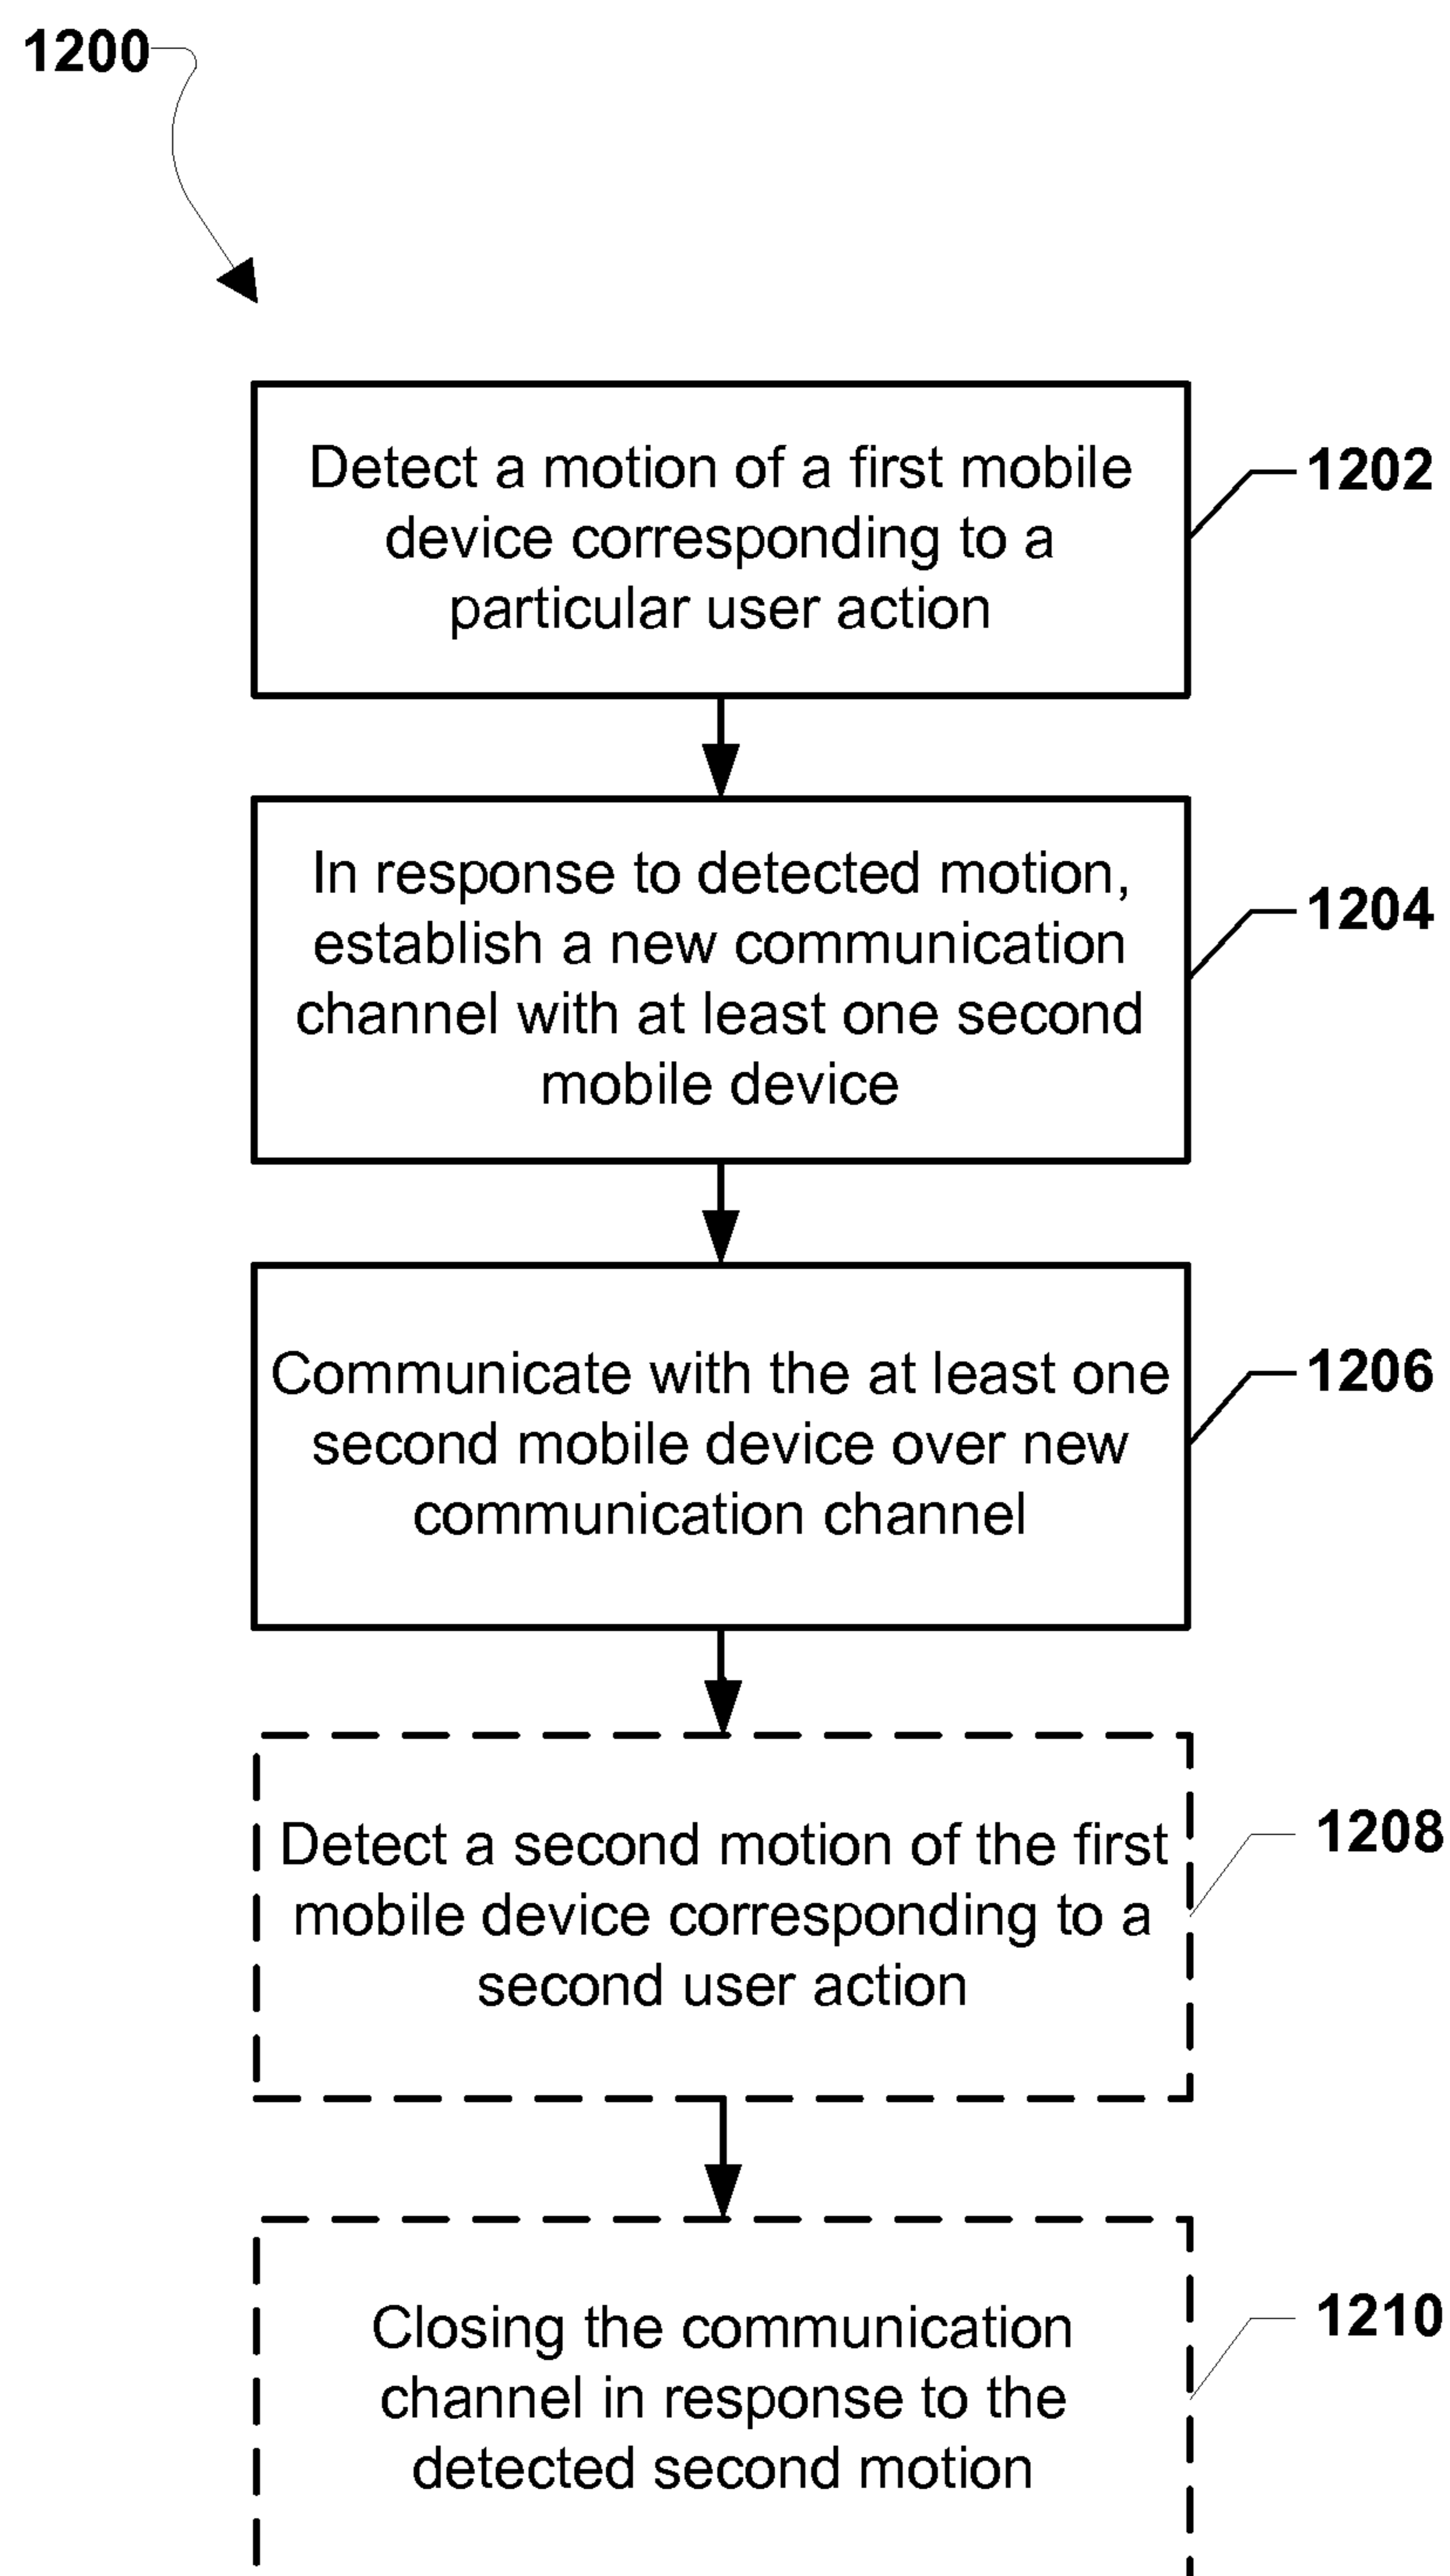 1200
Detect a motion of a first mobile
device corresponding to a
particular user action
1202
In response to detected motion,
establish a new communication
channel with at least one second
mobile device
1204
Communicate with the at least one
second mobile device over new
communication channel
1206
Detect a second motion of the first
mobile device corresponding to a
second user action
1208
Closing the communication
channel in response to the
detected second motion
1210